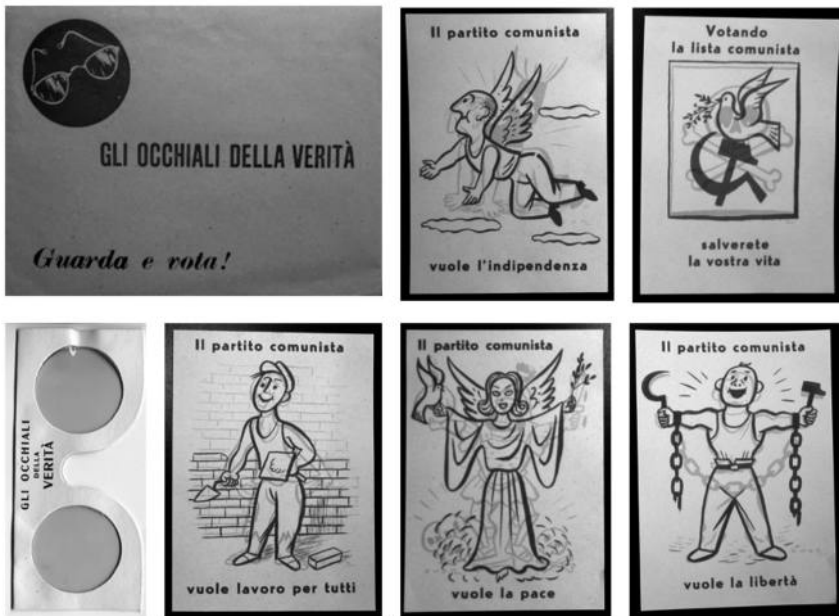 GLI OCCHIALI DELLA VERITÀ
Guarda e vota!
Il partito comunista
vuole l'indipendenza
Votando
la lista comunista
salverete
la vostra vita
GLI OCCHIALI
DELLA
VERITÀ
Il partito comunista
vuole lavoro per tutti
Il partito comunista
vuole la pace
Il partito comunista
vuole la libertà